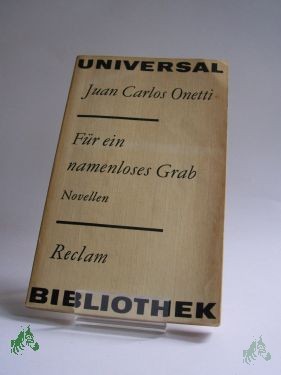 UNIVERSAL
Juan Carlos Onetti
Für ein
namenloses Grab
Novellen
Reclam
BIBLIOTHEK